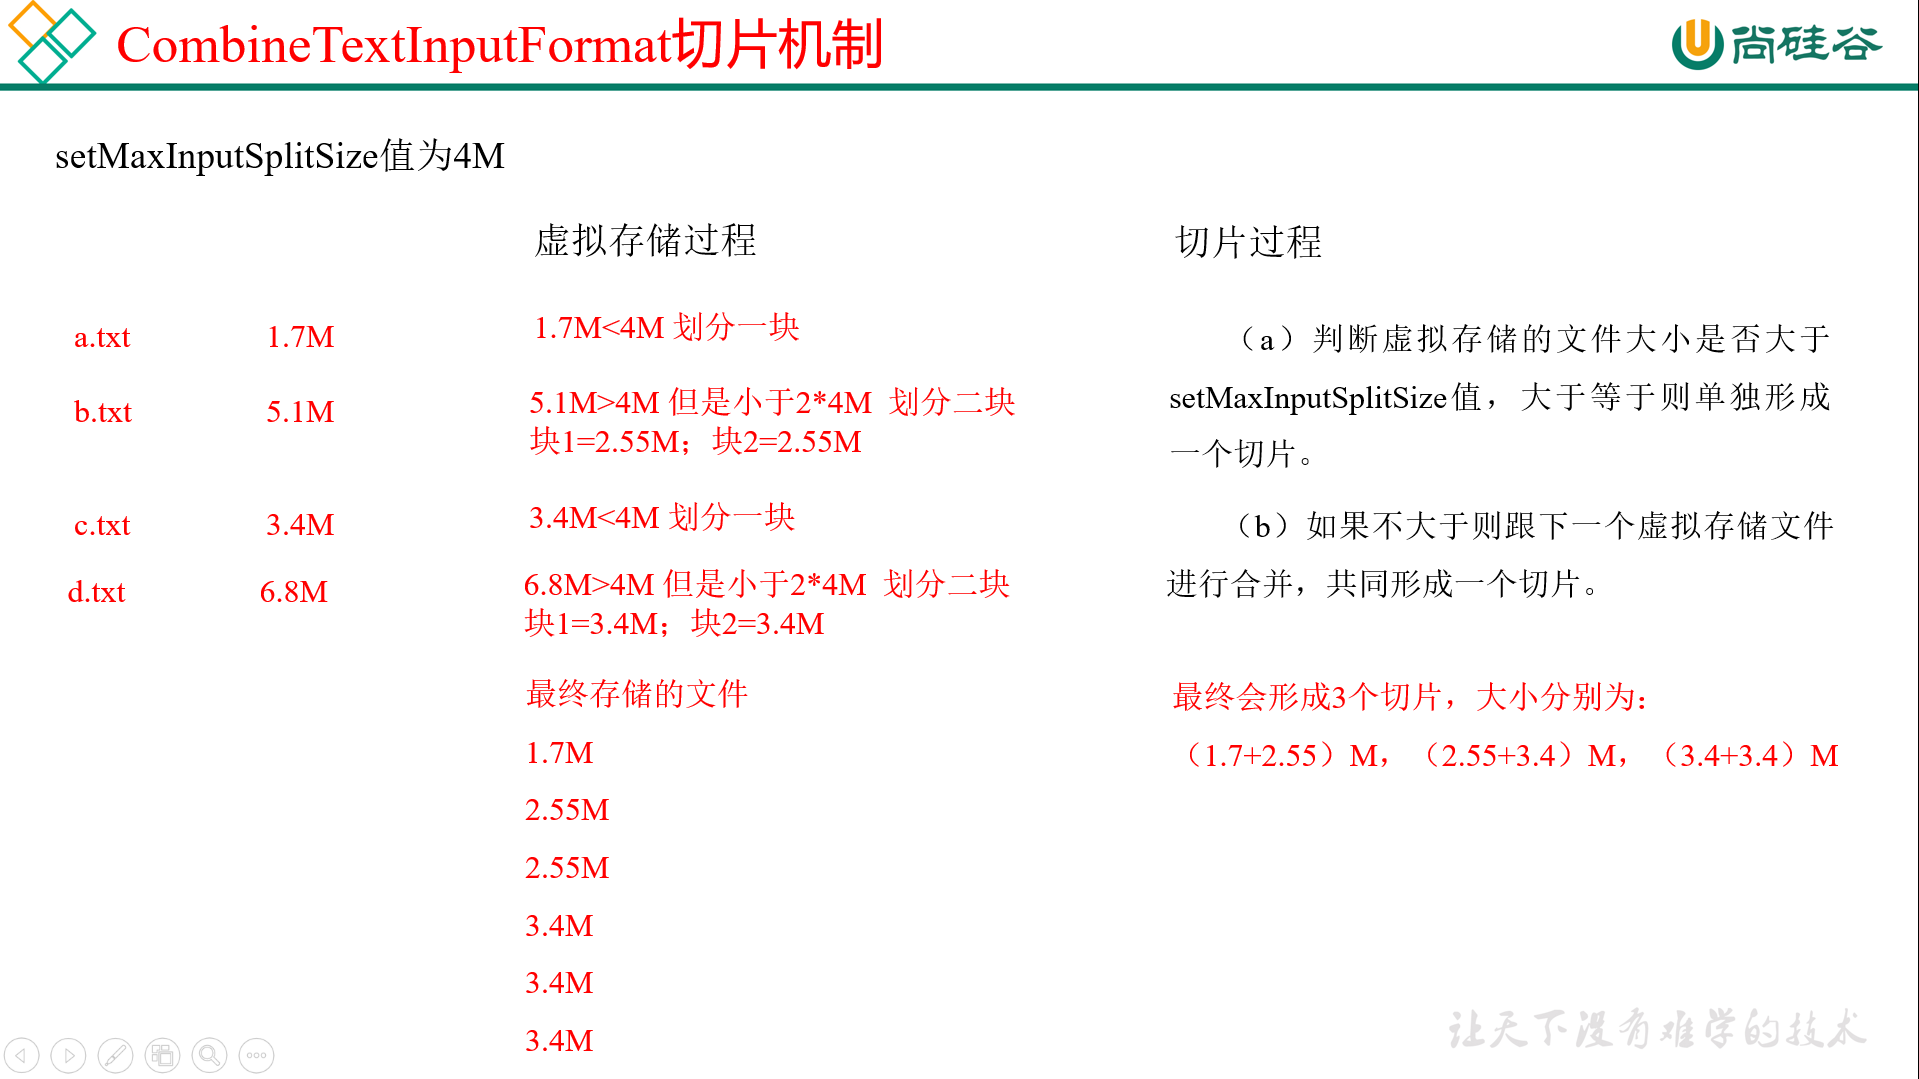 CombineTextInputFormat切片机制
尚硅谷
setMaxInputSplitSize值为4M
虚拟存储过程
切片过程
a.txt 1.7M 1.7M<4M 划分一块
b.txt 5.1M 5.1M>4M 但是小于2*4M 划分二块
块1=2.55M；块2=2.55M
c.txt 3.4M 3.4M<4M 划分一块
d.txt 6.8M 6.8M>4M 但是小于2*4M 划分二块
块1=3.4M；块2=3.4M
最终存储的文件
1.7M
2.55M
2.55M
3.4M
3.4M
3.4M
（a）判断虚拟存储的文件大小是否大于
setMaxInputSplitSize值，大于等于则单独形成
一个切片。
（b）如果不大于则跟下一个虚拟存储文件
进行合并，共同形成一个切片。
最终会形成3个切片，大小分别为：
（1.7+2.55）M，（2.55+3.4）M，（3.4+3.4）M
让天下没有难学的技术